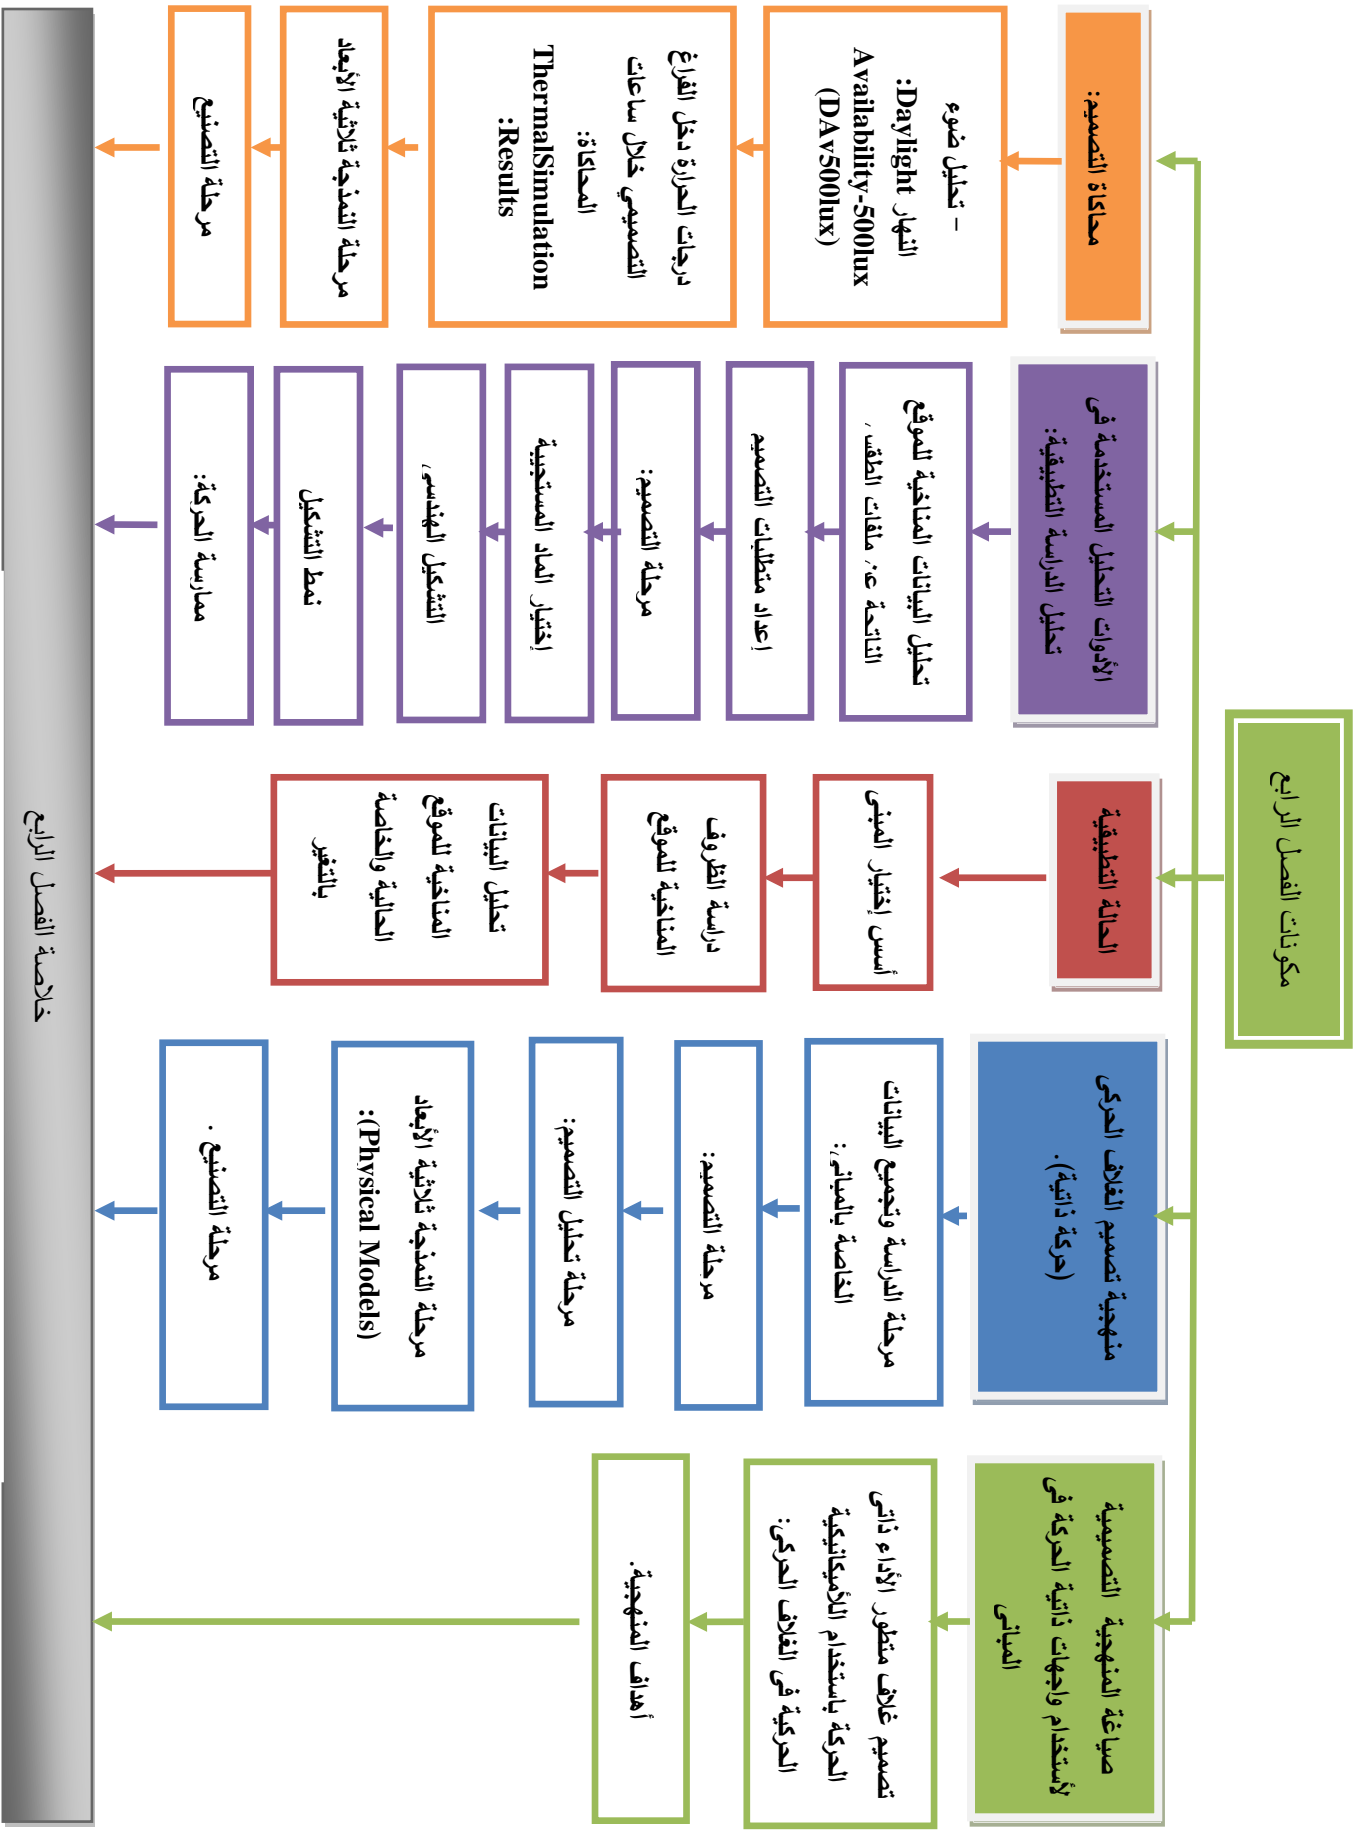 مكونات الفصل الرابع
صياغة المنهجية التصميمية
لأستخدام واجهات ذاتية الحركة فى
المبانى
تصميم غلاف متطور الأداء ذاتى
الحركة باستخدام اللأميكانيكية
الحركية فى الغلاف الحركى:
أهداف المنهجية.
منهجية تصميم الغلاف الحركى
(حركة ذاتية).
مرحلة الدراسة وتجميع البيانات
الخاصة بالمبانى:
مرحلة التصميم:
مرحلة تحليل التصميم:
مرحلة النمذجة ثلاثية الأبعاد
(Physical Models):
مرحلة التصنيع .
الحالة التطبيقية
أسس إختيار المبنى
دراسة الظروف
المناخية للموقع
تحليل البيانات
المناخية للموقع
الحالية والخاصة
بالتغير
الأدوات التحليل المستخدمة فى
تحليل الدراسة التطبيقية:
تحليل البيانات المناخية للموقع
الناتجة عن ملفات الطقس
إعداد متطلبات التصميم
مرحلة التصميم:
إختيار الماد المستجيبة
التشكيل الهندسى
نمط التشكيل
ممارسة الحركة:
محاكاة التصميم:
– تحليل ضوء
النهار Daylight:
Availability-500lux
(DAv500lux)
درجات الحرارة دخل الفراغ
التصميمي خلال ساعات
المحاكاة:
ThermalSimulation
Results:
مرحلة النمذجة ثلاثية الأبعاد
مرحلة التصنيع
خلاصة الفصل الرابع